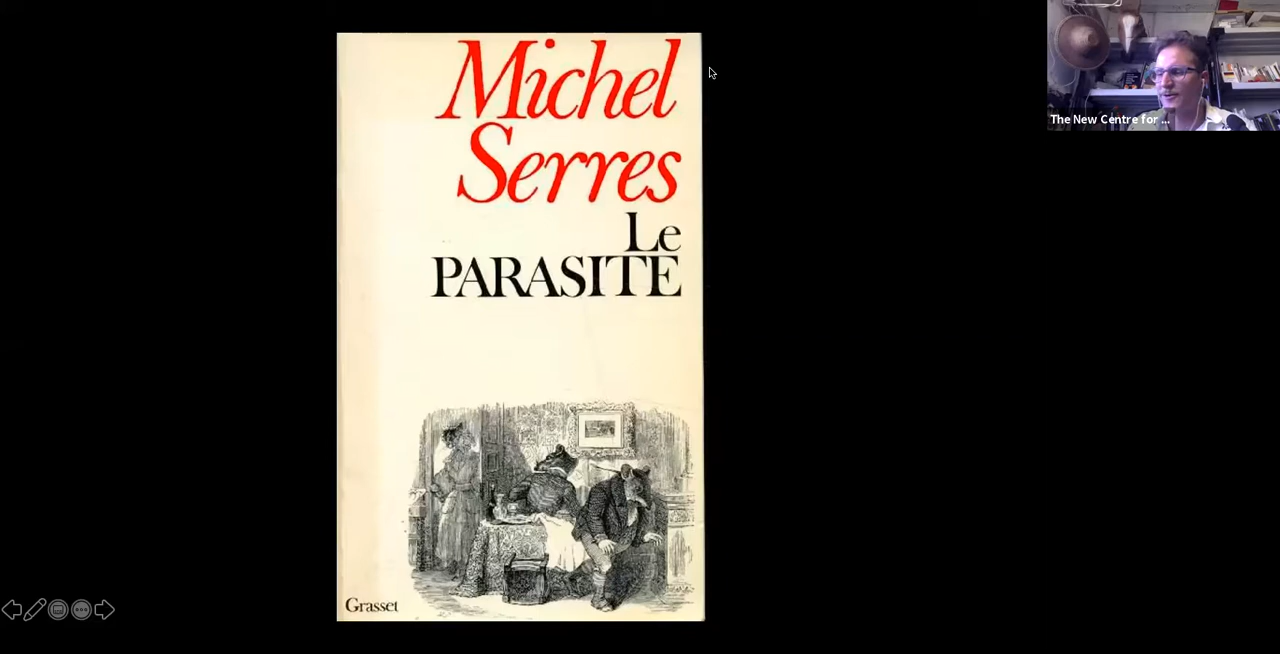 Michel
Serres
Le
PARASITE
Grasset
The New Centre for ...